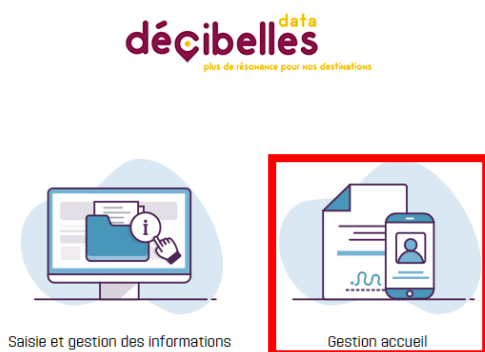 data
décibelles
plus de résonance pour nos destinations
i
Saisie et gestion des informations
Gestion accueil